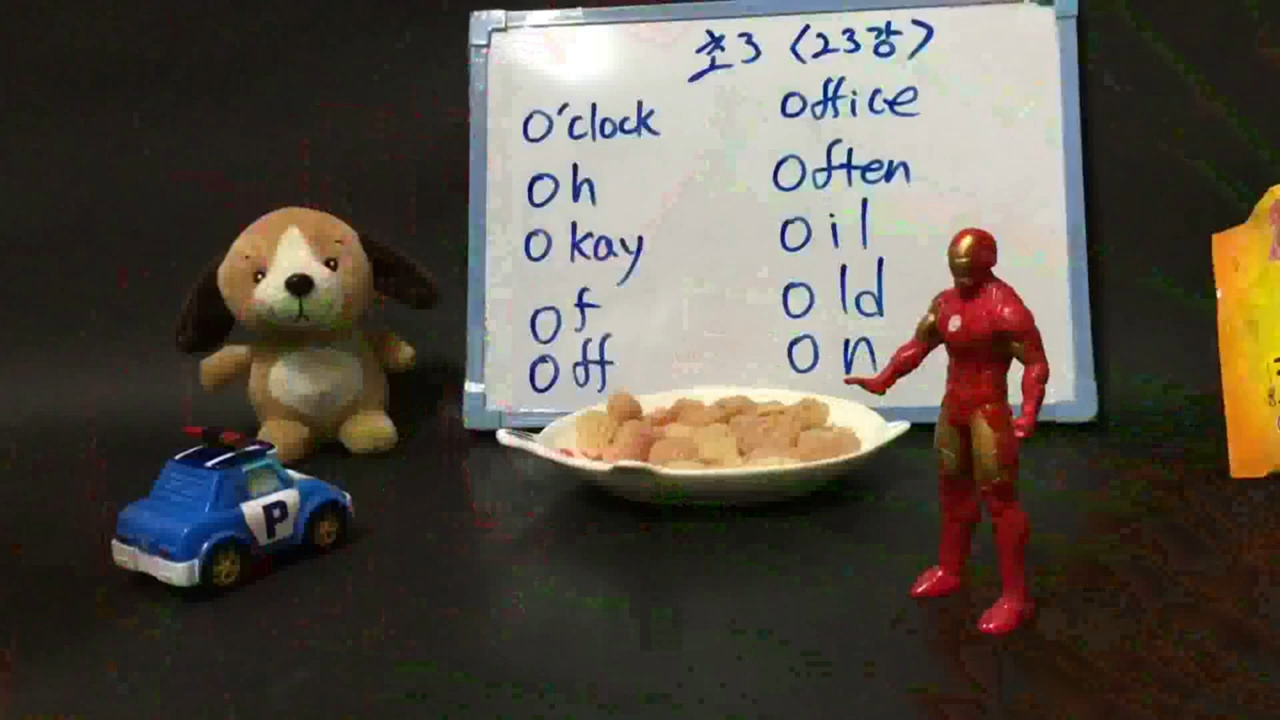 초3 <23강>
O'clock
Oh
Okay
Of
Off
Office
Often
Oil
Old
On
P